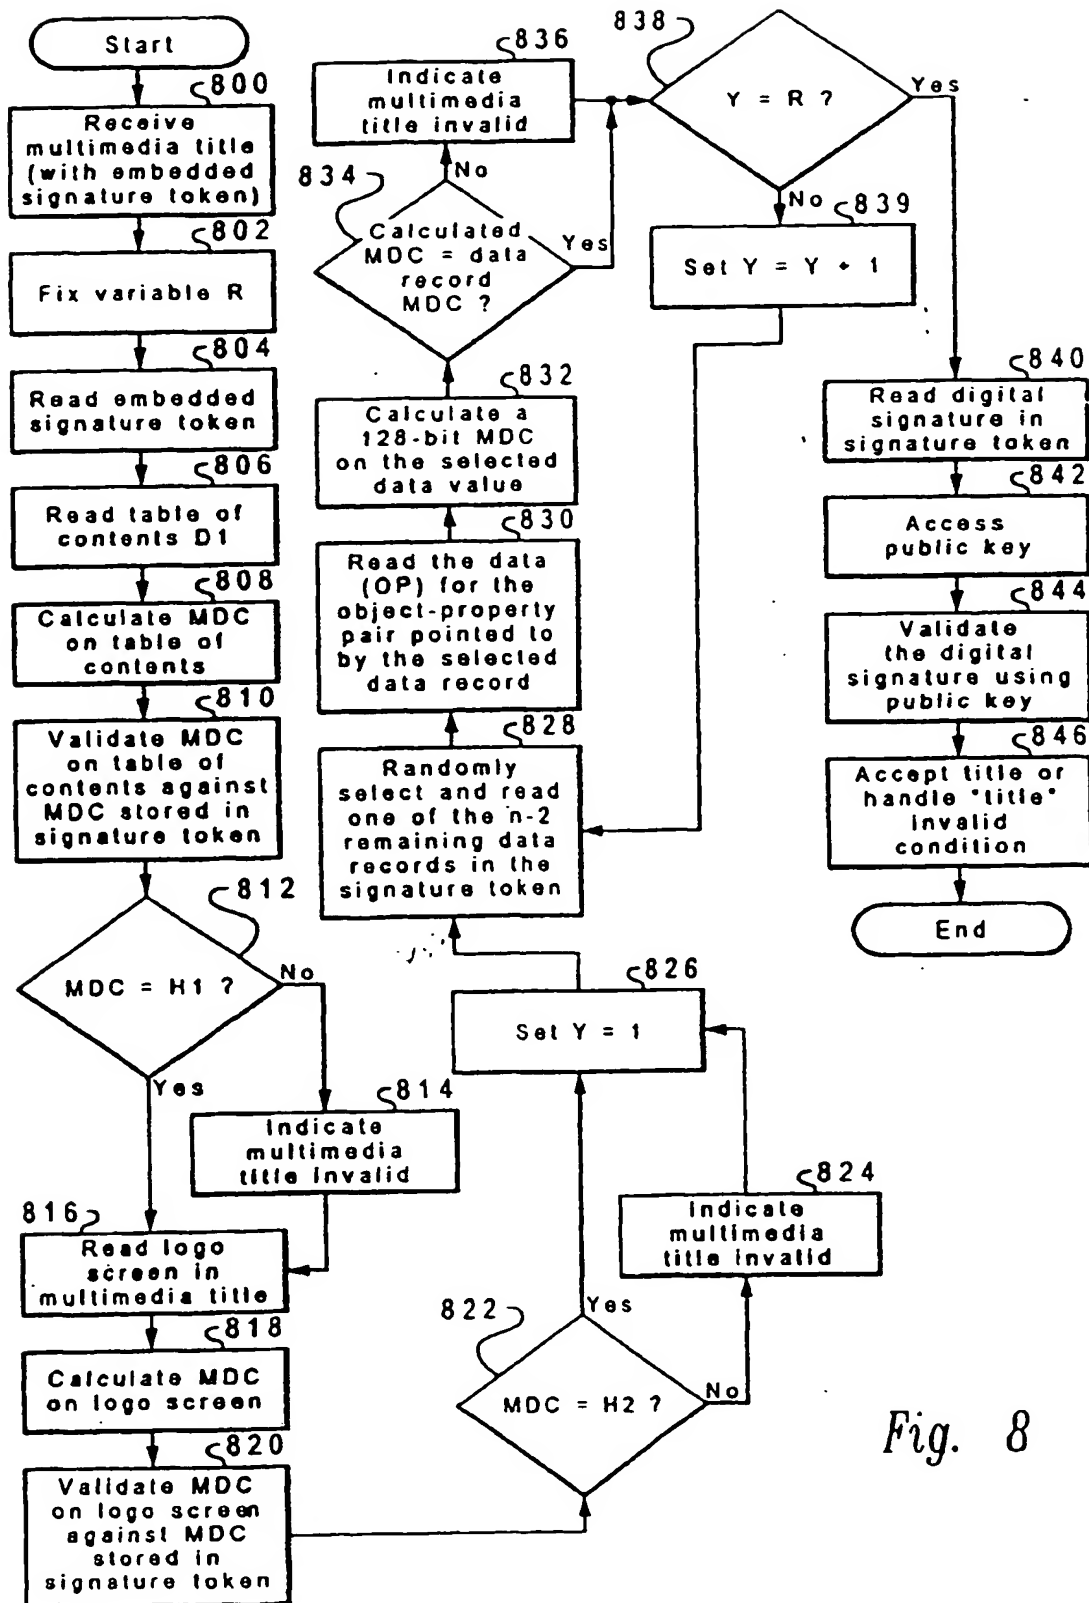 Start
800
Receive
multimedia title
(with embedded
signature token)
802
Fix variable R
804
Read embedded
signature token
806
Read table of
contents D1
808
Calculate MDC
on table of
contents
810
Validate MDC
on table of
contents against
MDC stored in
signature token
812
MDC = H1 ?
No
Yes
814
Indicate
multimedia
title invalid
816
Read logo
screen in
multimedia title
818
Calculate MDC
on logo screen
820
Validate MDC
on logo screen
against MDC
stored in
signature token
822
MDC = H2 ?
No
Yes
824
Indicate
multimedia
title invalid
826
Set Y = 1
828
Randomly
select and read
one of the n-2
remaining data
records in the
signature token
830
Read the data
(OP) for the
object-property
pair pointed to
by the selected
data record
832
Calculate a
128-bit MDC
on the selected
data value
834
Calculated
MDC = data
record
MDC ?
No
Yes
836
Indicate
multimedia
title invalid
838
Y = R ?
Yes
No
839
Set Y = Y + 1
840
Read digital
signature in
signature token
842
Access
public key
844
Validate
the digital
signature using
public key
846
Accept title or
handle "title"
invalid
condition
End
Fig. 8